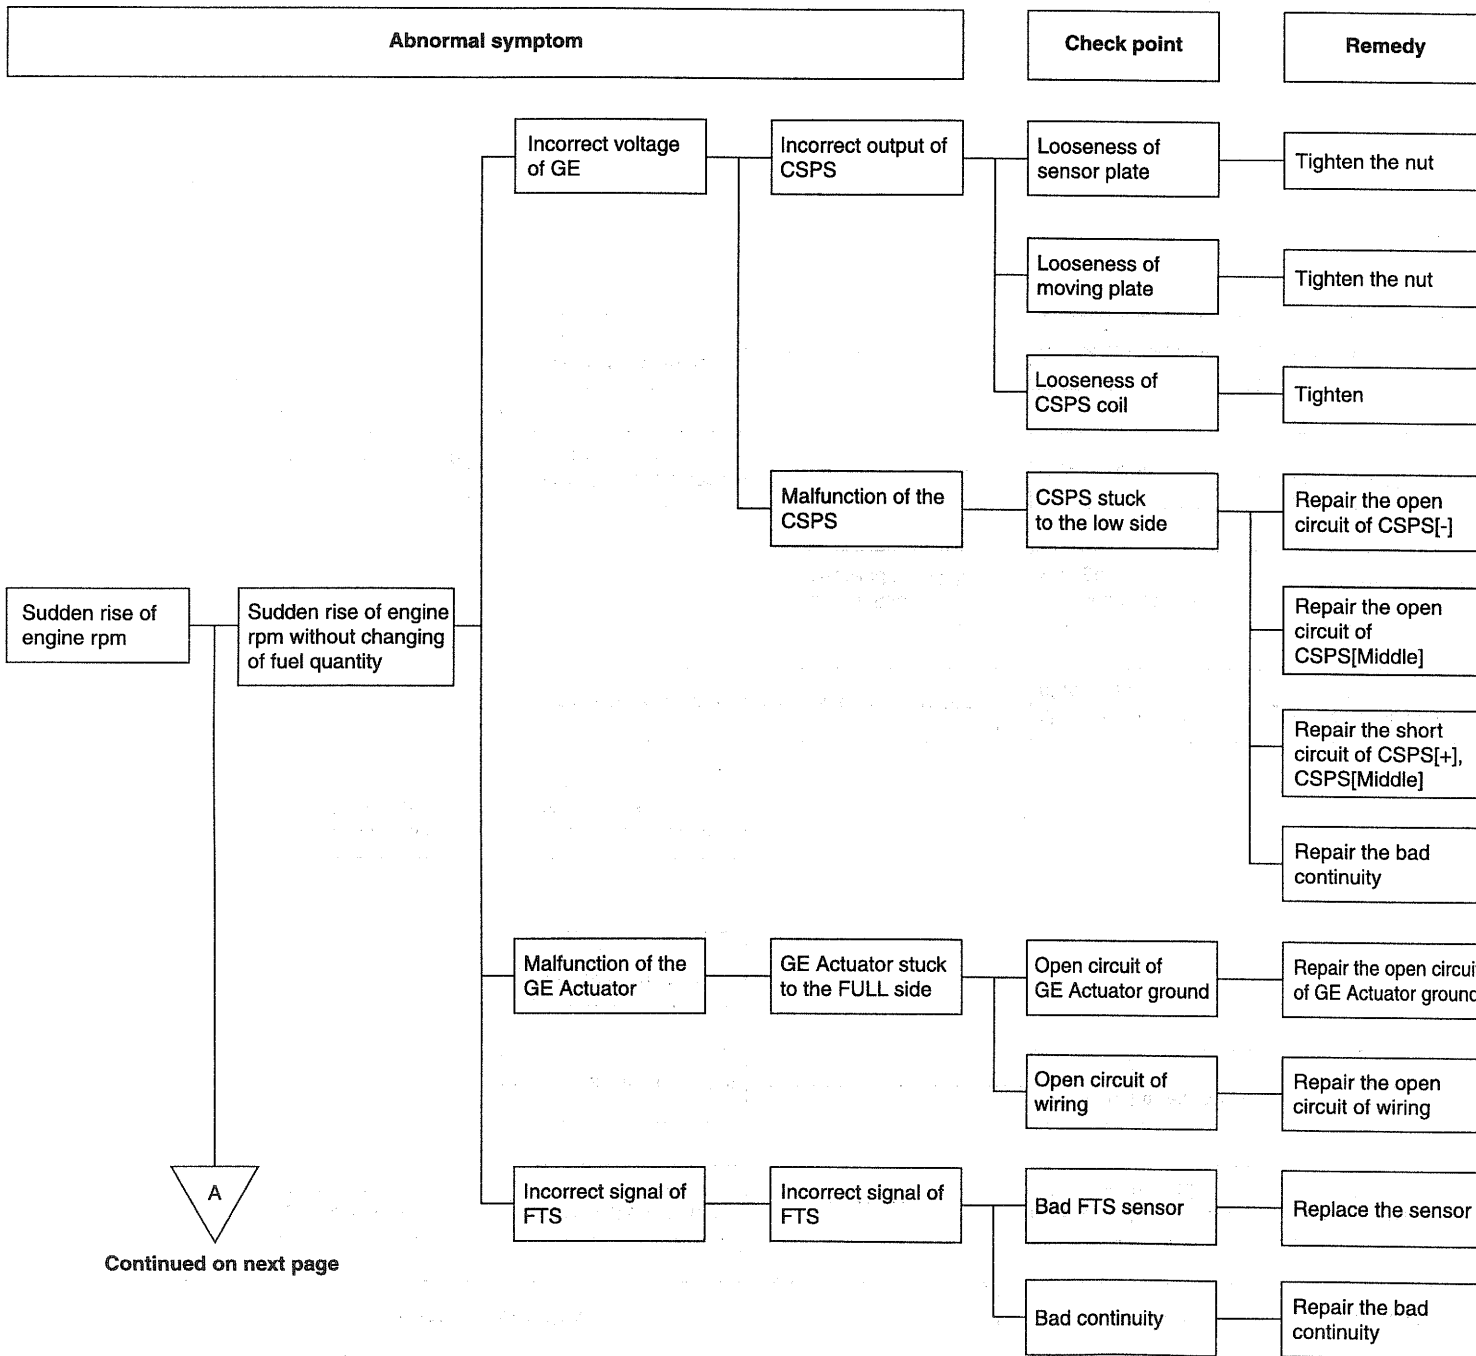 Abnormal symptom
Check point
Remedy
Incorrect voltage
of GE
Incorrect output of
CSPS
Looseness of
sensor plate
Tighten the nut
Looseness of
moving plate
Tighten the nut
Looseness of
CSPS coil
Tighten
Malfunction of the
CSPS
CSPS stuck
to the low side
Repair the open
circuit of CSPS[-]
Sudden rise of
engine rpm
Sudden rise of engine
rpm without changing
of fuel quantity
Repair the open
circuit of
CSPS[Middle]
Repair the short
circuit of CSPS[+],
CSPS[Middle]
Repair the bad
continuity
Malfunction of the
GE Actuator
GE Actuator stuck
to the FULL side
Open circuit of
GE Actuator ground
Repair the open circuit
of GE Actuator ground
Open circuit of
wiring
Repair the open
circuit of wiring
A
Continued on next page
Incorrect signal of
FTS
Incorrect signal of
FTS
Bad FTS sensor
Replace the sensor
Bad continuity
Repair the bad
continuity